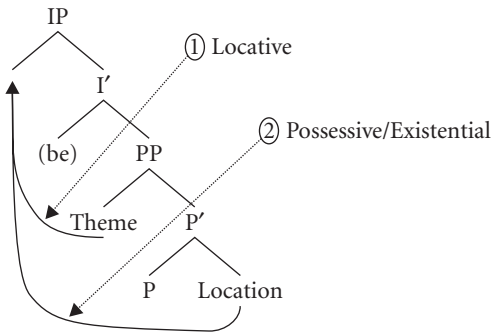 IP
① Locative
I′
② Possessive/Existential
(be)
PP
Theme
P′
P
Location